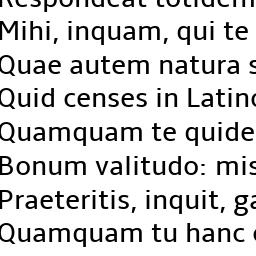 Respondeat totidem
Mihi, inquam, qui te
Quae autem natura s
Quid censes in Latino
Quamquam te quide
Bonum valitudo: mis
Praeteritis, inquit, ga
Quamquam tu hanc